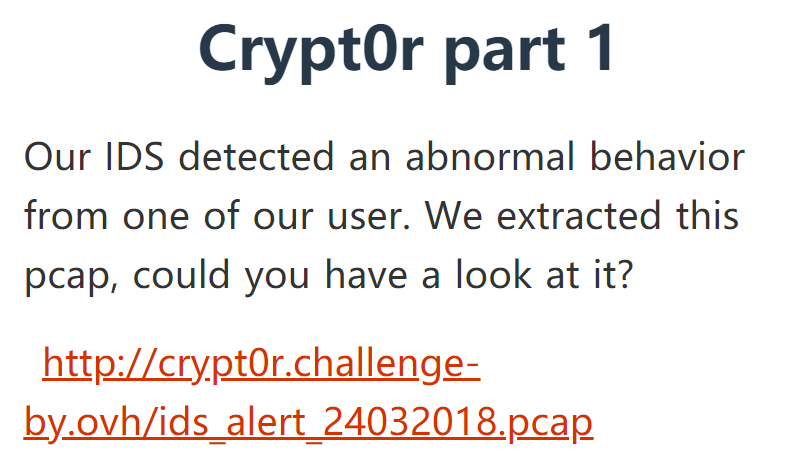 Crypt0r part 1
Our IDS detected an abnormal behavior
from one of our user. We extracted this
pcap, could you have a look at it?
http://crypt0r.challenge-
by.ovh/ids_alert_24032018.pcap